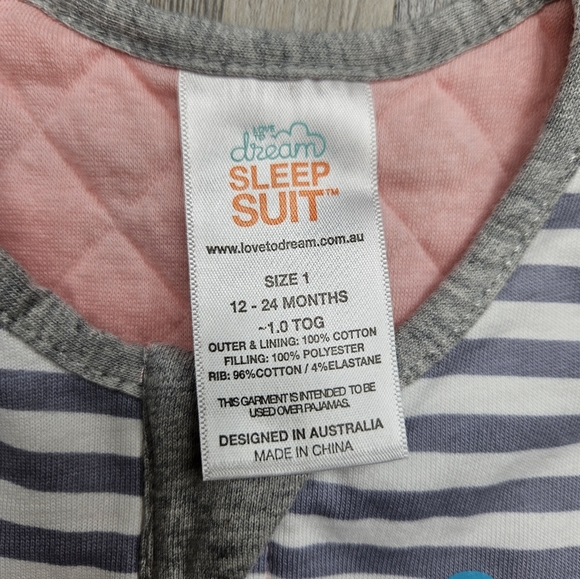 LOVE
to
dream
SLEEP
SUIT™
www.lovetodream.com.au
SIZE 1
12 - 24 MONTHS
~1.0 TOG
OUTER & LINING: 100% COTTON
FILLING: 100% POLYESTER
RIB: 96%COTTON / 4%ELASTANE
THIS GARMENT IS INTENDED TO BE
USED OVER PAJAMAS.
DESIGNED IN AUSTRALIA
MADE IN CHINA